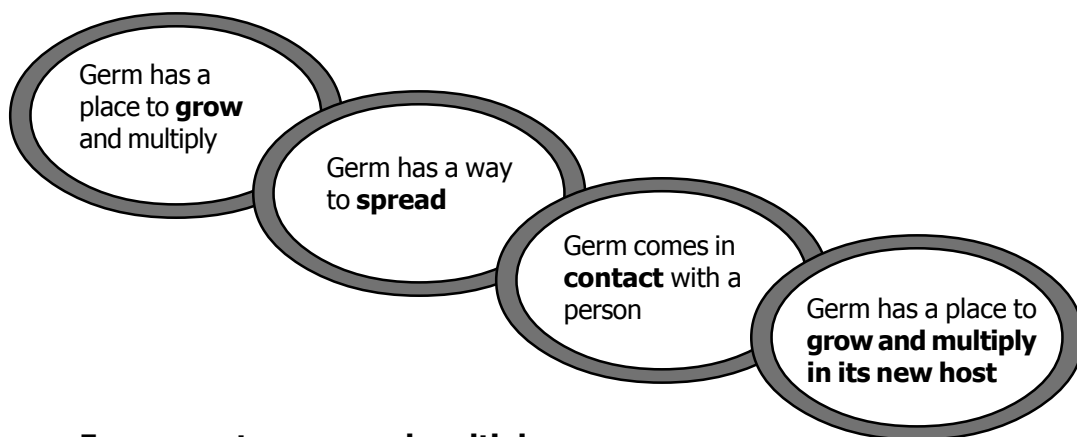 Germ has a
place to grow
and multiply
Germ has a way
to spread
Germ comes in
contact with a
person
Germ has a place to
grow and multiply
in its new host